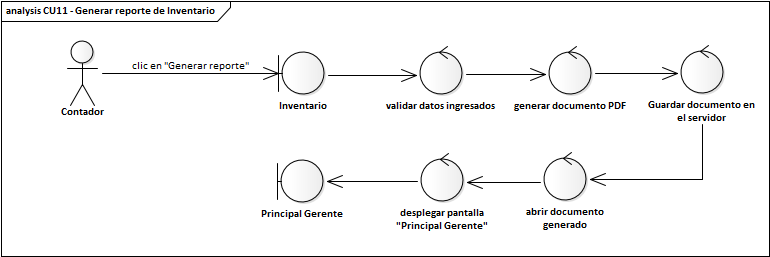 analysis CU11 - Generar reporte de Inventario
clic en "Generar reporte"
Contador
Inventario
validar datos ingresados
generar documento PDF
Guardar documento en
el servidor
Principal Gerente
desplegar pantalla
"Principal Gerente"
abrir documento
generado